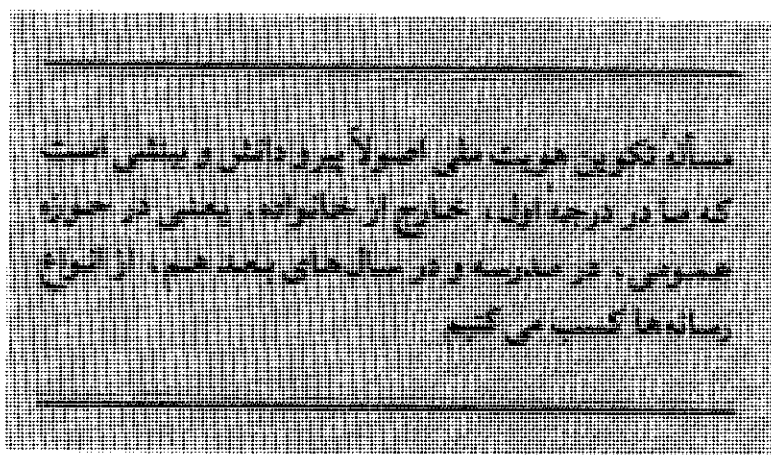 مسألهٔ تکوین هویت ملی اصولاً پیرو دانش و بینشی است
که ما در درجهٔ اول، خارج از خانواده، یعنی در حوزهٔ
عمومی، در مدرسه و در سال‌های بعد هم، از انواع
رسانه‌ها کسب می‌کنیم